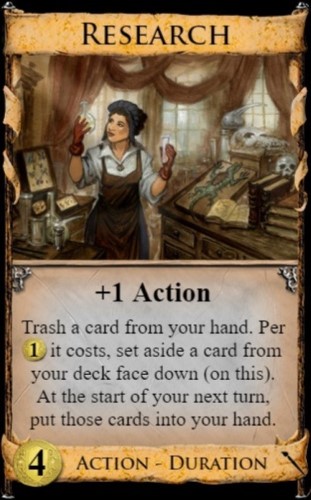 RESEARCH
+1 Action
Trash a card from your hand. Per
1 it costs, set aside a card from
your deck face down (on this).
At the start of your next turn,
put those cards into your hand.
4 ACTION - DURATION